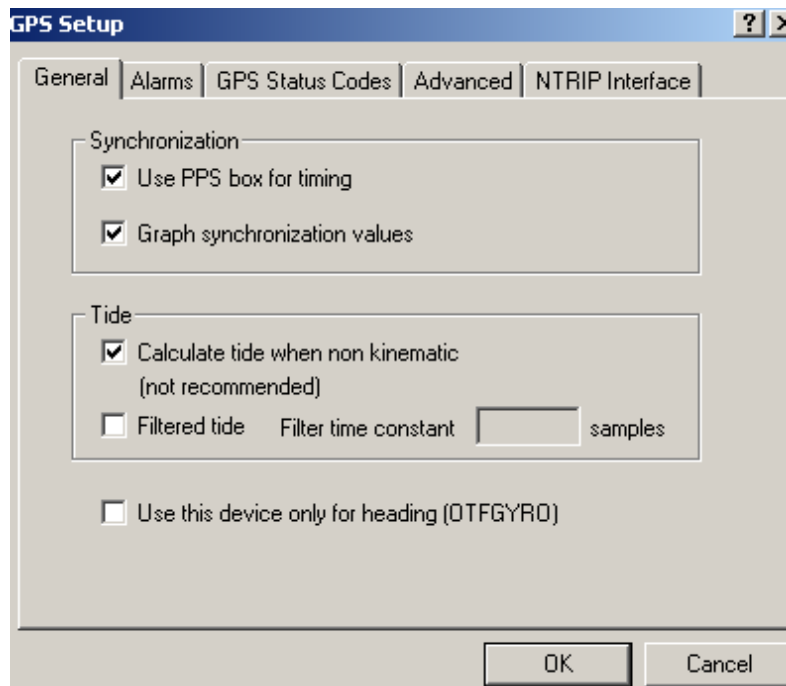 GPS Setup
General Alarms GPS Status Codes Advanced NTRIP Interface
Synchronization
Use PPS box for timing
Graph synchronization values
Tide
Calculate tide when non kinematic
(not recommended)
Filtered tide Filter time constant samples
Use this device only for heading (OTFGYRO)
OK Cancel